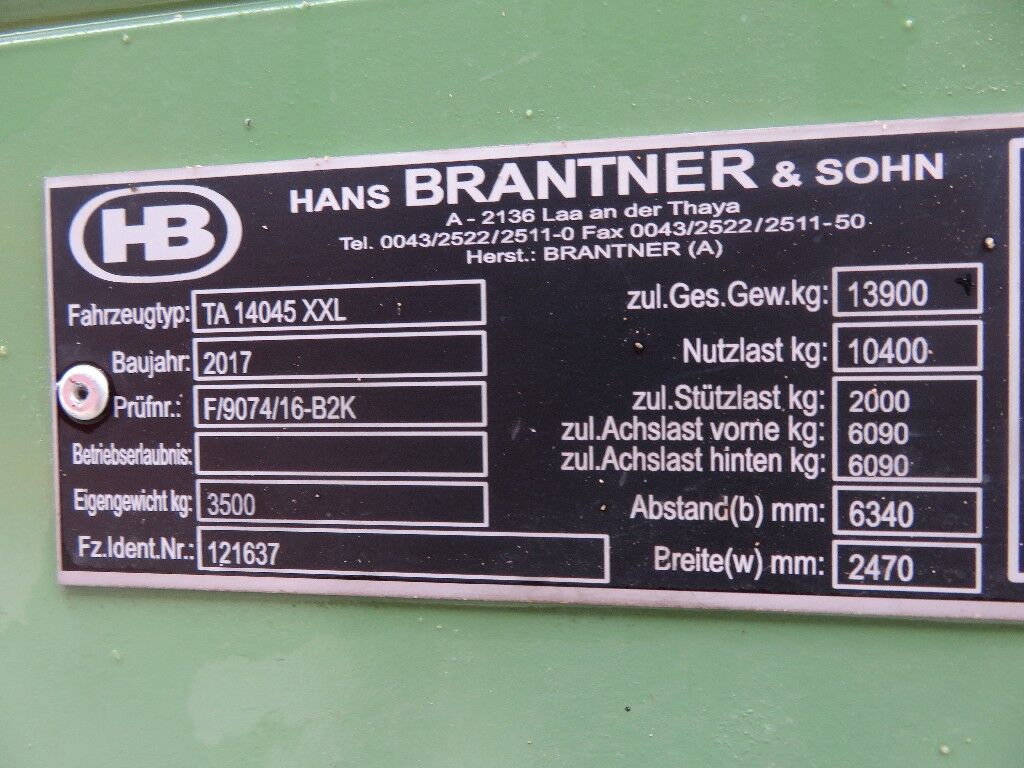 HB
HANS BRANTNER & SOHN
A - 2136 Laa an der Thaya
Tel. 0043/2522/2511-0 Fax 0043/2522/2511-50
Herst.: BRANTNER (A)
Fahrzeugtyp: TA 14045 XXL
Baujahr: 2017
Prüfnr.: F/9074/16-B2K
Betriebserlaubnis:
Eigengewicht kg: 3500
Fz.Ident.Nr.: 121637
zul.Ges.Gew.kg: 13900
Nutzlast kg: 10400
zul.Stützlast kg: 2000
zul.Achslast vorne kg: 6090
zul.Achslast hinten kg: 6090
Abstand(b) mm: 6340
Breite(w) mm: 2470